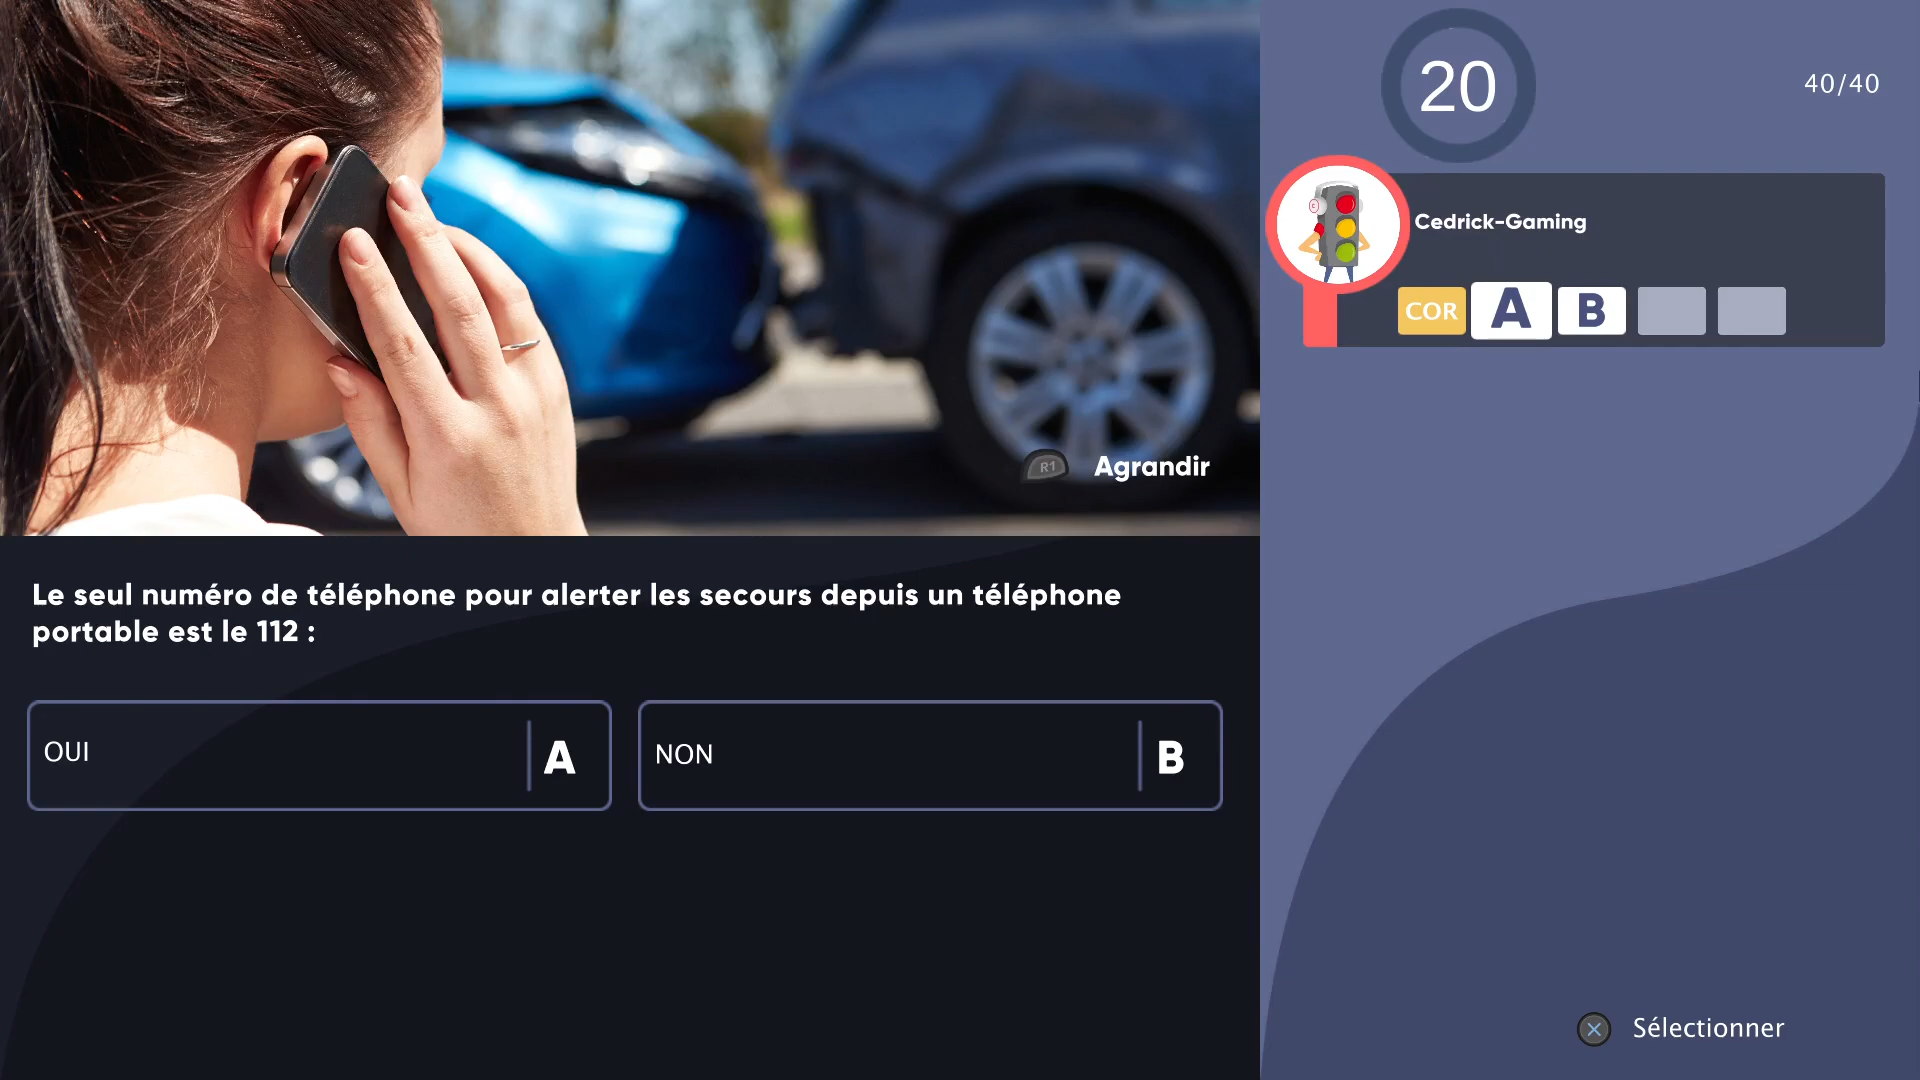 20
40/40
Cedrick-Gaming
COR A B
R1 Agrandir
Le seul numéro de téléphone pour alerter les secours depuis un téléphone
portable est le 112 :
OUI A
NON B
Sélectionner